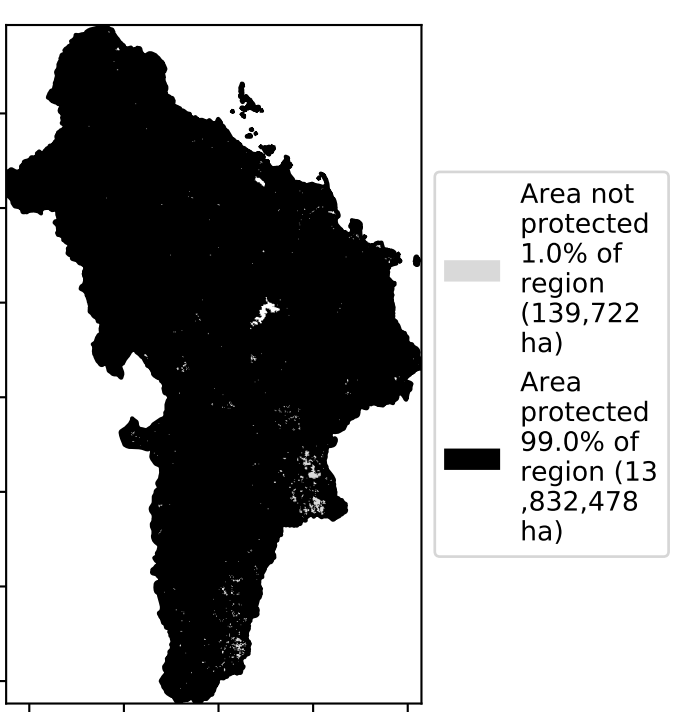 Area not
protected
1.0% of
region
(139,722
ha)
Area
protected
99.0% of
region (13
,832,478
ha)